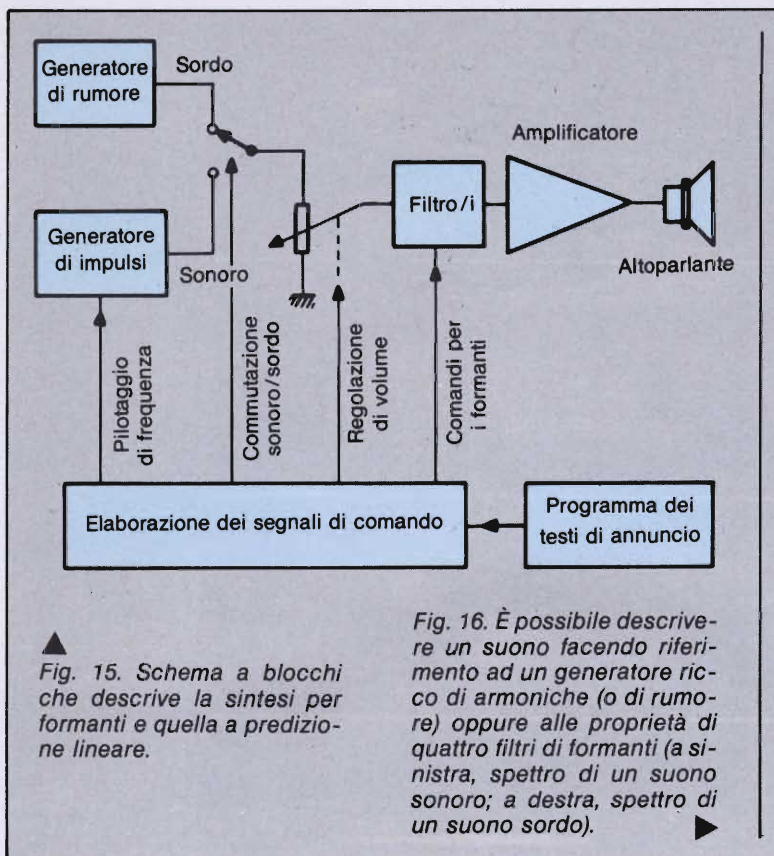 Generatore
di rumore
Sordo
Generatore
di impulsi
Sonoro
Filtro/i
Amplificatore
Altoparlante
Pilotaggio
di frequenza
Commutazione
sonoro/sordo
Regolazione
di volume
Comandi per
i formanti
Elaborazione dei segnali di comando
Programma dei
testi di annuncio
Fig. 15. Schema a blocchi
che descrive la sintesi per
formanti e quella a predizio-
ne lineare.
Fig. 16. È possibile descrive-
re un suono facendo riferi-
mento ad un generatore ric-
co di armoniche (o di rumo-
re) oppure alle proprietà di
quattro filtri di formanti (a si-
nistra, spettro di un suono
sonoro; a destra, spettro di
un suono sordo).